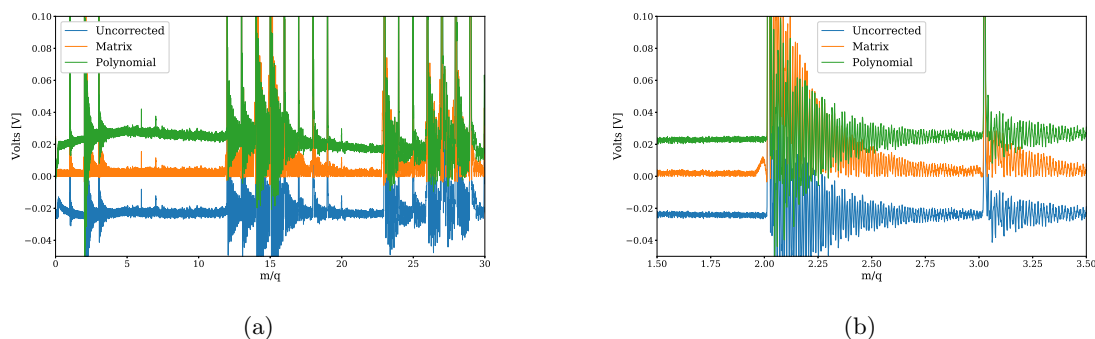 0.10
0.08
0.06
0.04
0.02
0.00
−0.02
−0.04
Volts [V]
Uncorrected
Matrix
Polynomial
0 5 10 15 20 25 30
m/q
(a)
0.10
0.08
0.06
0.04
0.02
0.00
−0.02
−0.04
Volts [V]
Uncorrected
Matrix
Polynomial
1.50 1.75 2.00 2.25 2.50 2.75 3.00 3.25 3.50
m/q
(b)